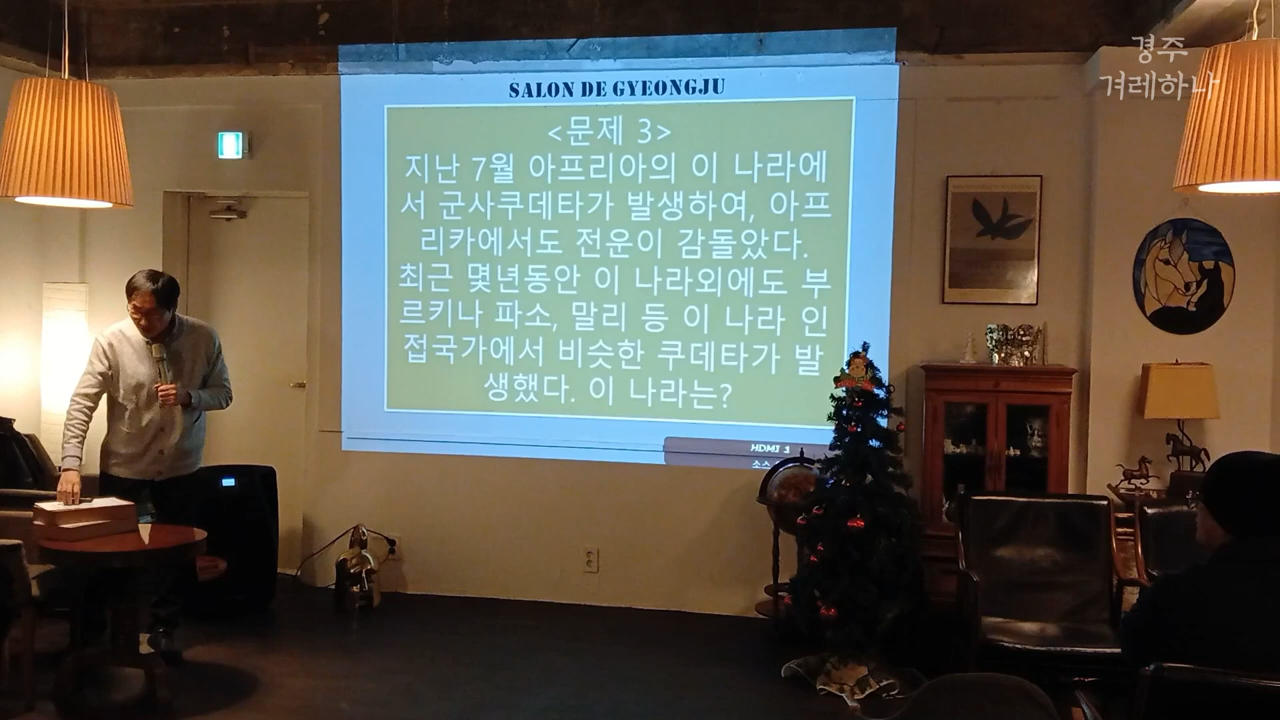 경주
겨레하나
SALON DE GYEONGJU
<문제 3>
지난 7월 아프리아의 이 나라에
서 군사쿠데타가 발생하여, 아프
리카에서도 전운이 감돌았다.
최근 몇년동안 이 나라외에도 부
르키나 파소, 말리 등 이 나라 인
접국가에서 비슷한 쿠데타가 발
생했다. 이 나라는?
HDMI 1